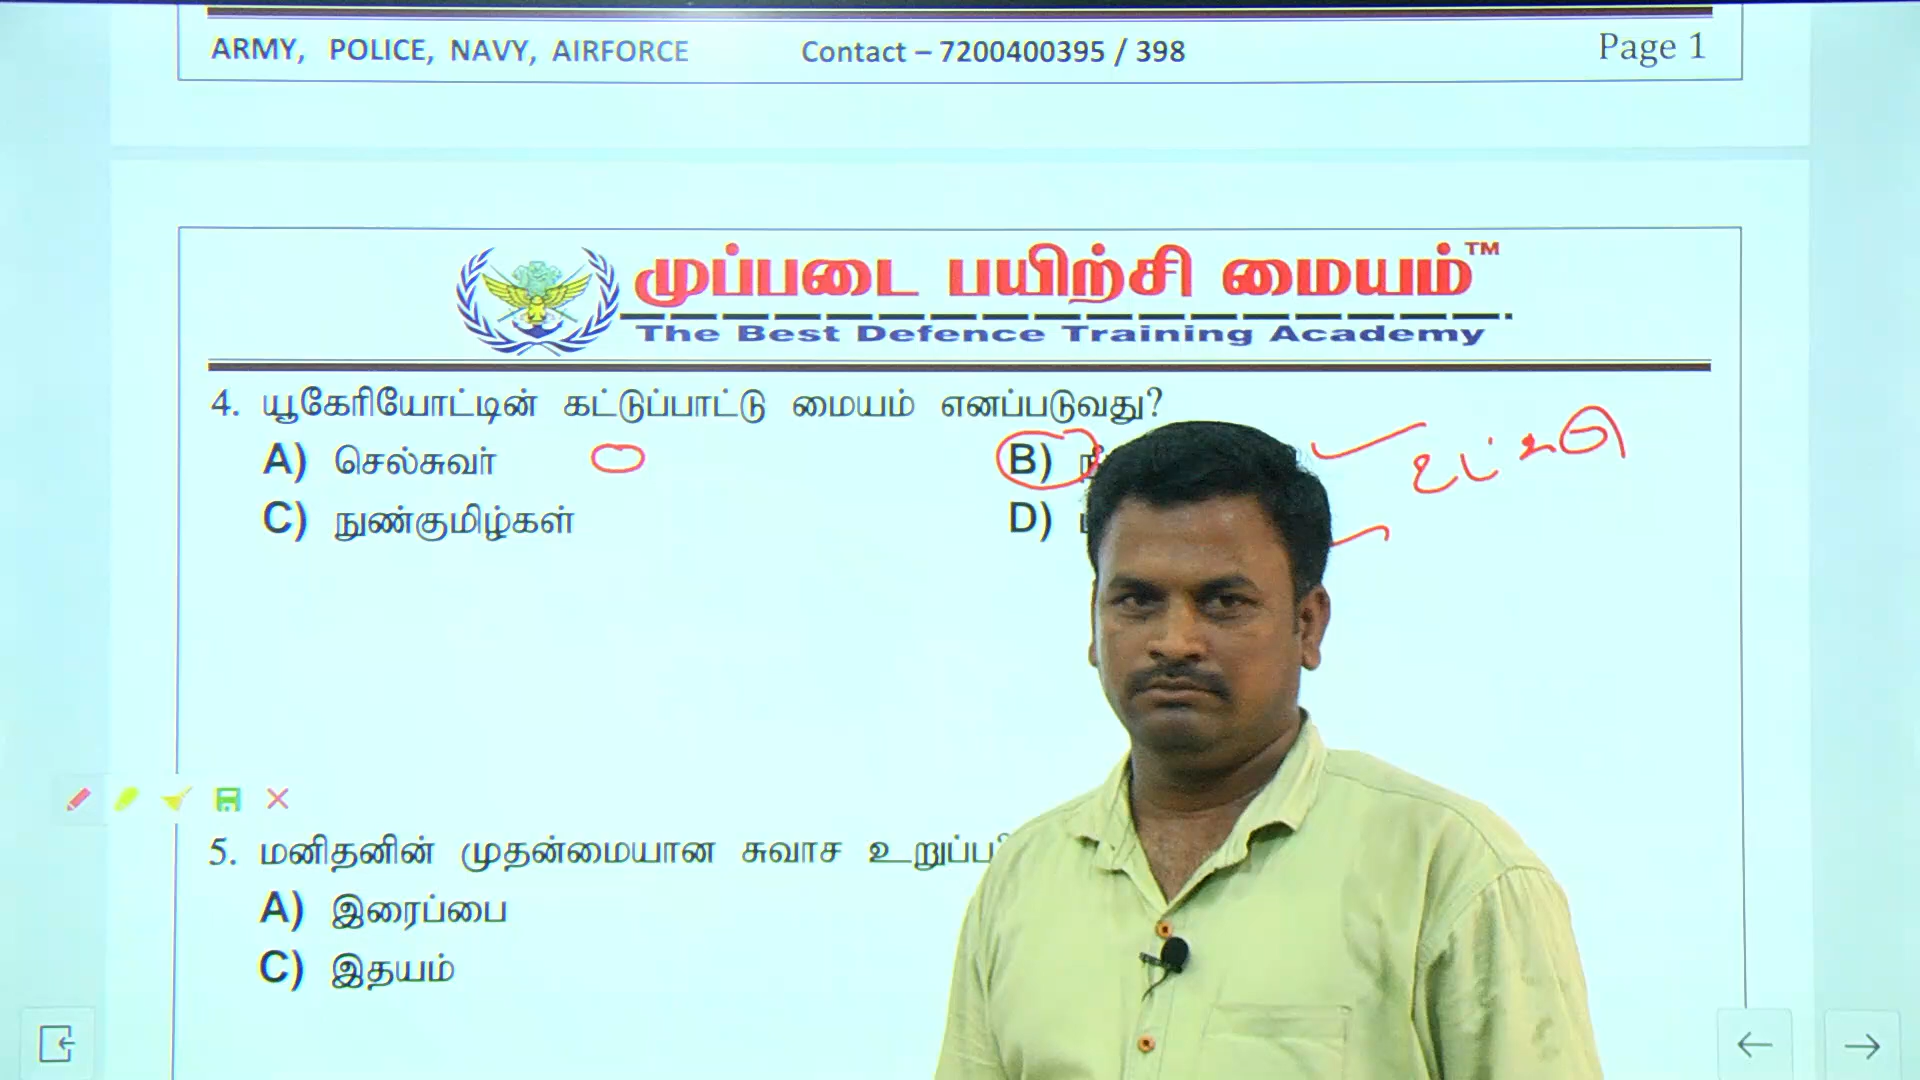 ARMY, POLICE, NAVY, AIRFORCE Contact – 7200400395 / 398 Page 1
முப்படை பயிற்சி மையம்™
The Best Defence Training Academy
4. யூகேரியோட்டின் கட்டுப்பாட்டு மையம் எனப்படுவது?
A) செல்சுவர் B)
C) நுண்குமிழ்கள் D)
5. மனிதனின் முதன்மையான சுவாச
A) இரைப்பை
C) இதயம்